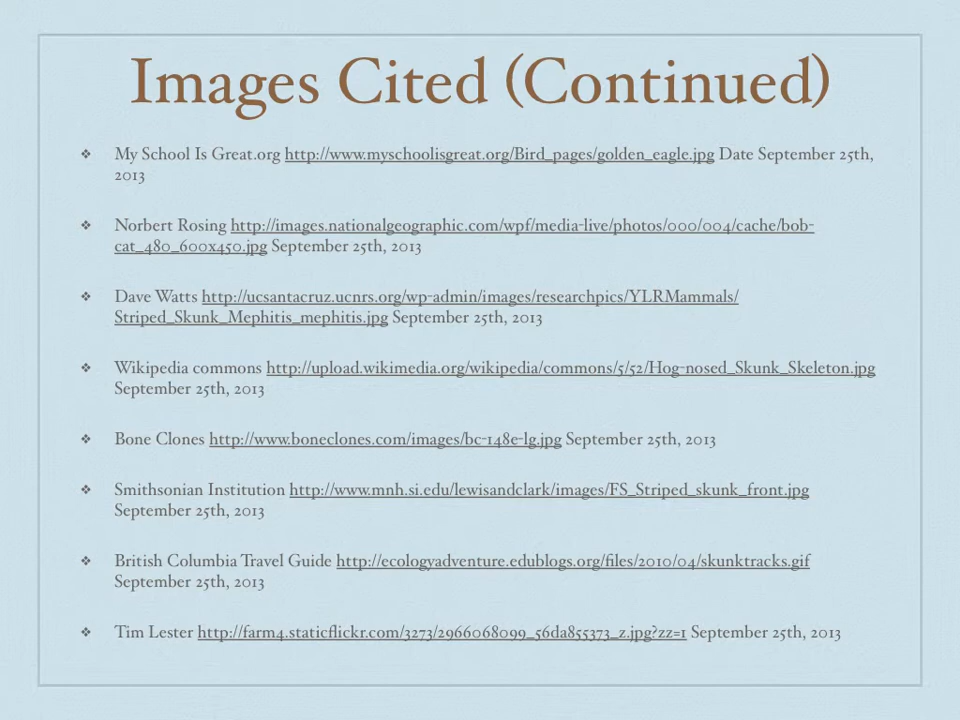 Images Cited (Continued)
❖ My School Is Great.org http://www.myschoolisgreat.org/Bird_pages/golden_eagle.jpg Date September 25th,
2013
❖ Norbert Rosing http://images.nationalgeographic.com/wpf/media-live/photos/000/004/cache/bob-
cat_480_600x450.jpg September 25th, 2013
❖ Dave Watts http://ucsantacruz.ucnrs.org/wp-admin/images/researchpics/YLRMammals/
Striped_Skunk_Mephitis_mephitis.jpg September 25th, 2013
❖ Wikipedia commons http://upload.wikimedia.org/wikipedia/commons/5/52/Hog-nosed_Skunk_Skeleton.jpg
September 25th, 2013
❖ Bone Clones http://www.boneclones.com/images/bc-148e-lg.jpg September 25th, 2013
❖ Smithsonian Institution http://www.mnh.si.edu/lewisandclark/images/FS_Striped_skunk_front.jpg
September 25th, 2013
❖ British Columbia Travel Guide http://ecologyadventure.edublogs.org/files/2010/04/skunktracks.gif
September 25th, 2013
❖ Tim Lester http://farm4.staticflickr.com/3273/2966068099_56da855373_z.jpg?zz=1 September 25th, 2013